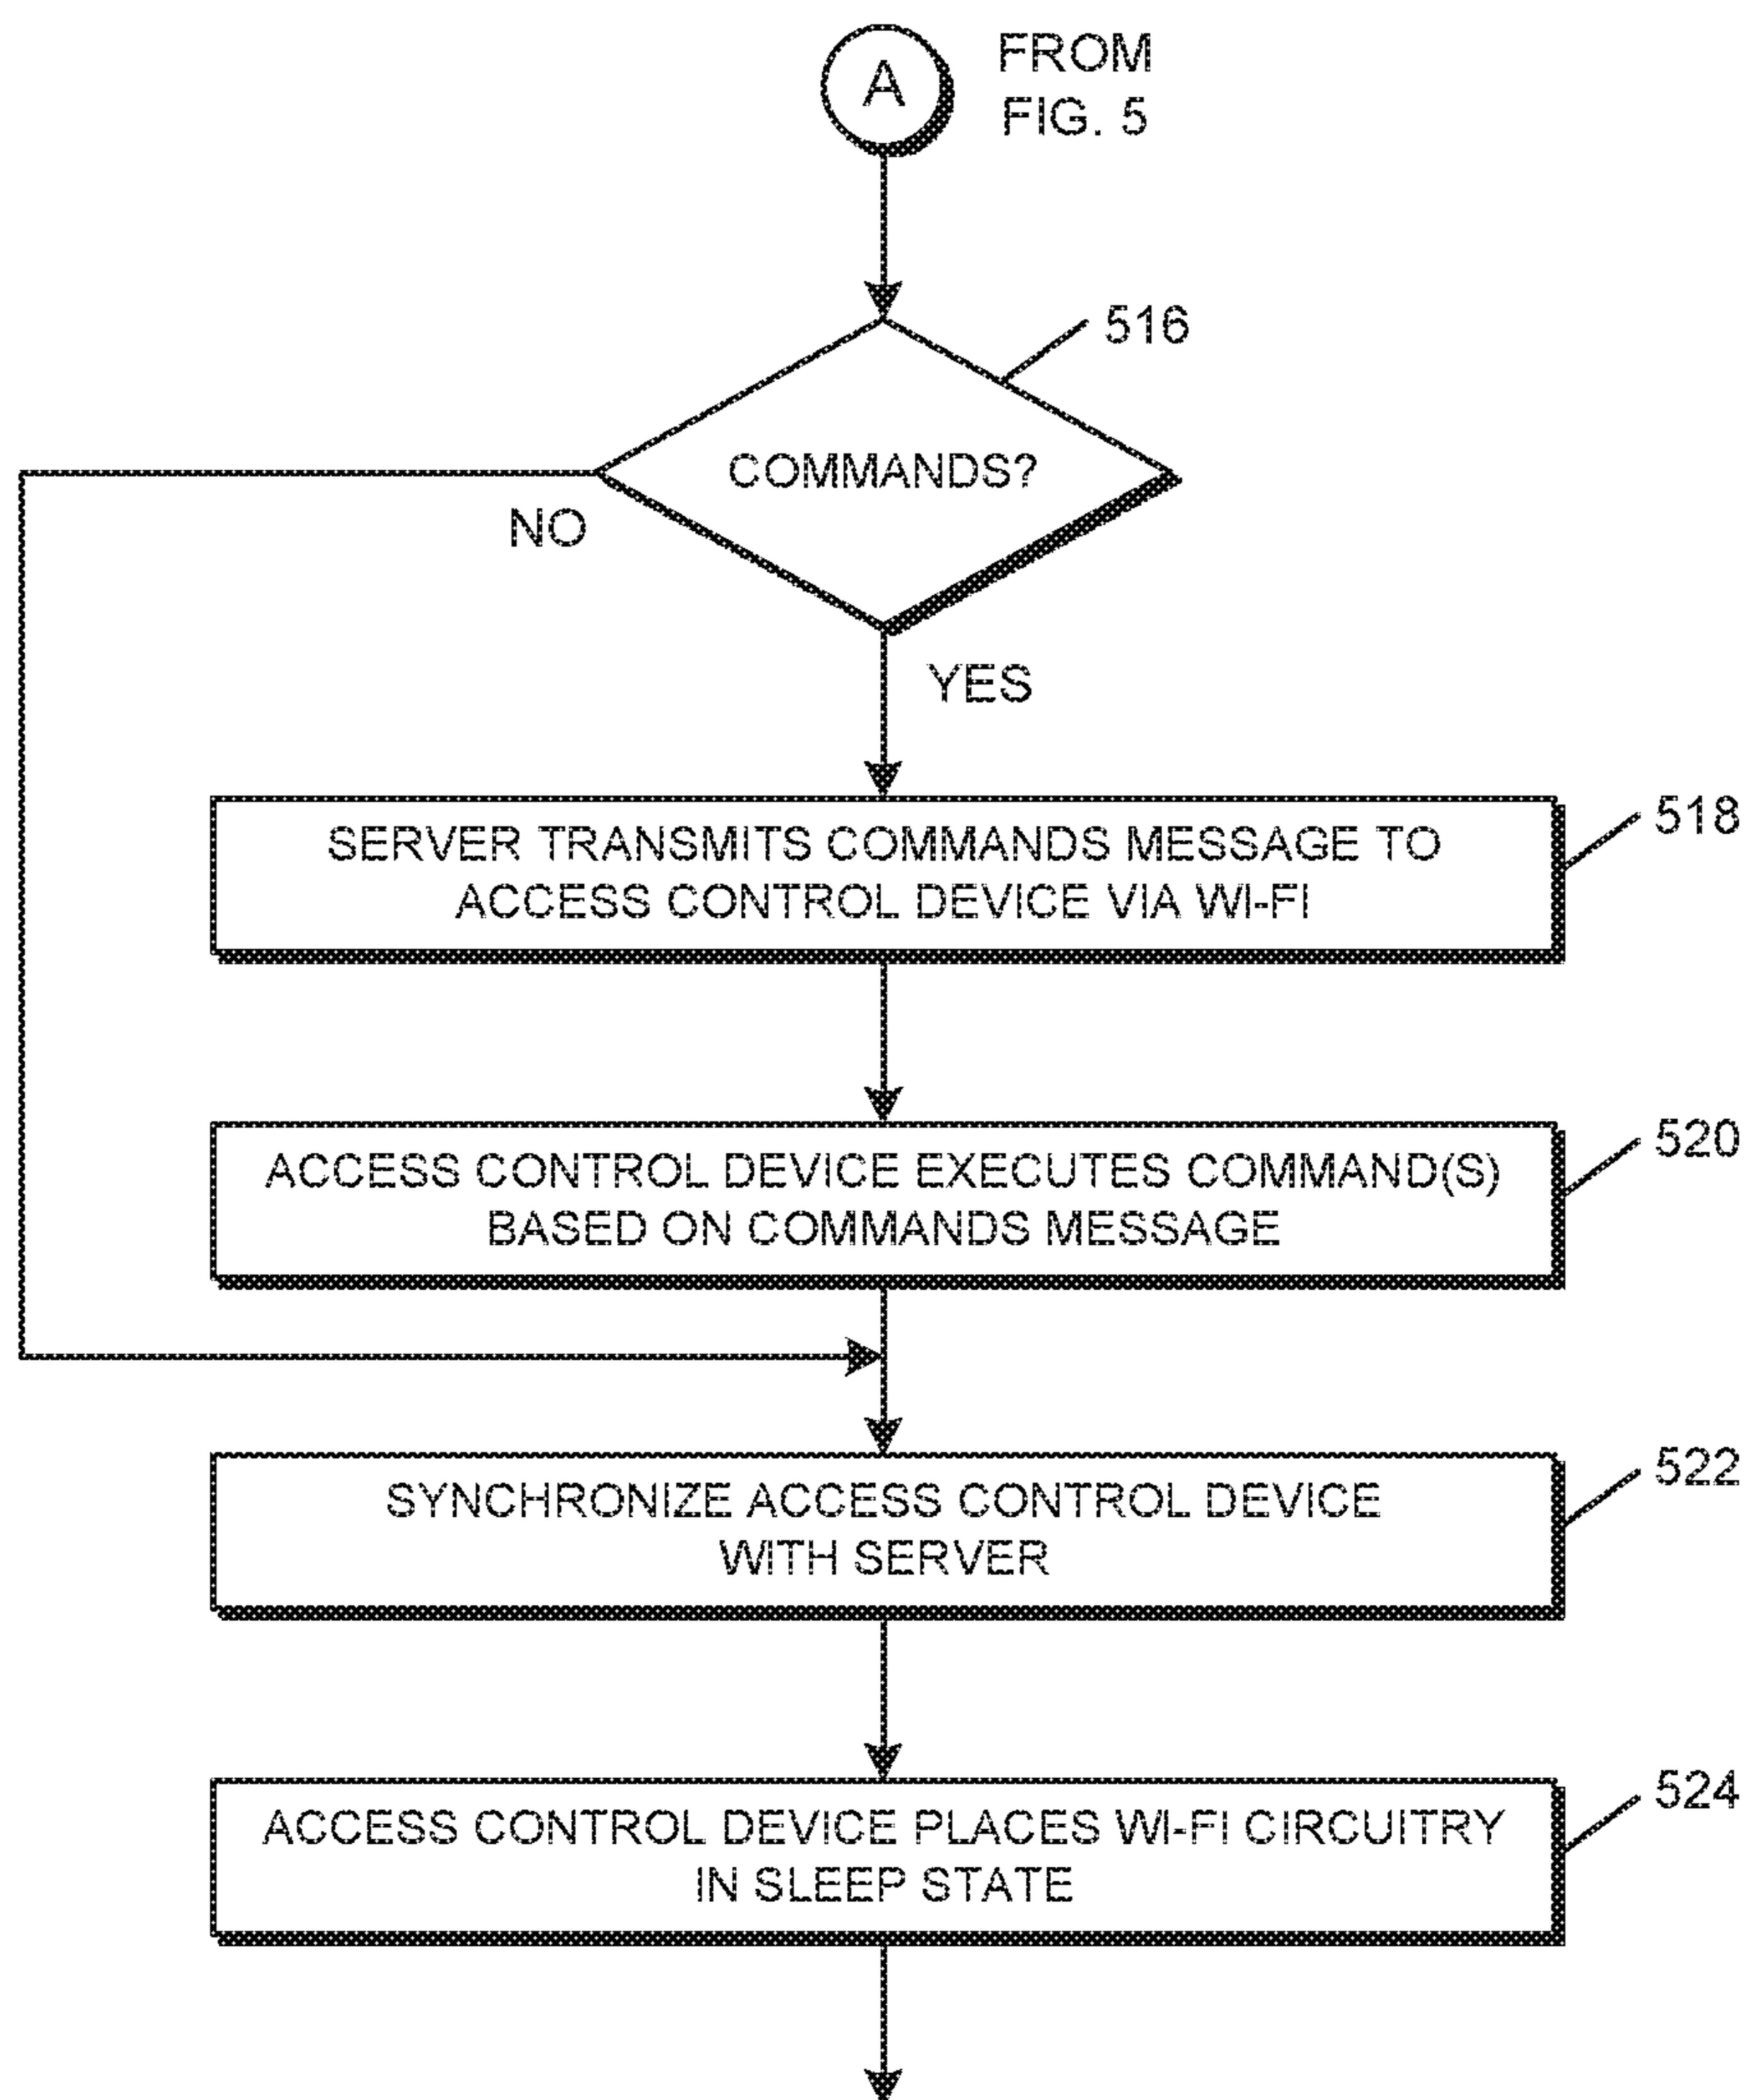 A
FROM
FIG. 5
516
COMMANDS?
NO
YES
518
SERVER TRANSMITS COMMANDS MESSAGE TO
ACCESS CONTROL DEVICE VIA WI-FI
520
ACCESS CONTROL DEVICE EXECUTES COMMAND(S)
BASED ON COMMANDS MESSAGE
522
SYNCHRONIZE ACCESS CONTROL DEVICE
WITH SERVER
524
ACCESS CONTROL DEVICE PLACES WI-FI CIRCUITRY
IN SLEEP STATE